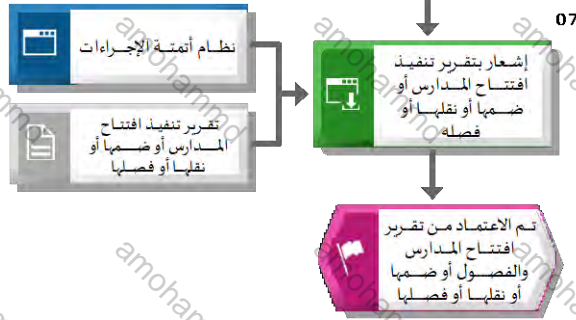 07
نظام أتمتة الإجراءات
إشعار بتقرير تنفيذ
افتتاح المدارس أو
ضمها أو نقلها أو
فصله
تقرير تنفيذ افتتاح
المدارس أو ضمها أو
نقلها أو فصلها
تم الاعتماد من تقرير
افتتاح المدارس
والفصول أو ضمها
أو نقلها أو فصلها